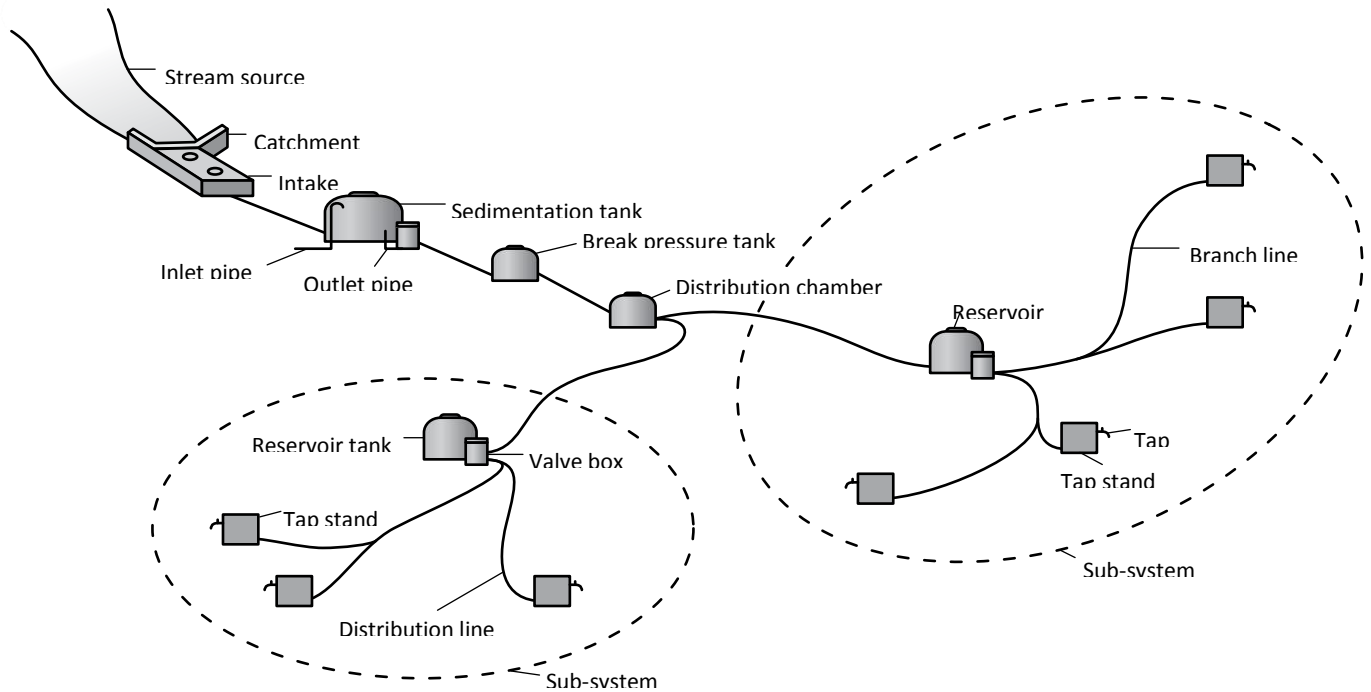 Stream source
Catchment
Intake
Sedimentation tank
Break pressure tank
Inlet pipe
Outlet pipe
Distribution chamber
Reservoir
Branch line
Reservoir tank
Valve box
Tap
Tap stand
Tap stand
Sub-system
Distribution line
Sub-system